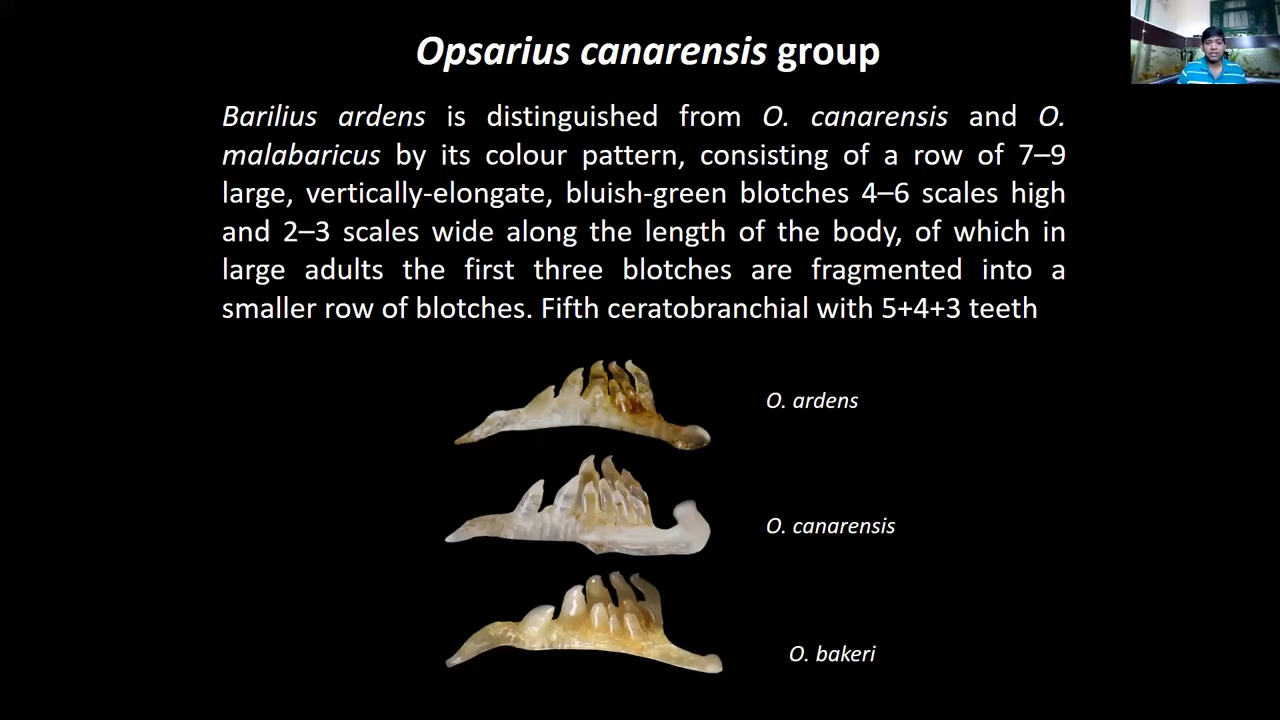 Opsarius canarensis group
Barilius ardens is distinguished from O. canarensis and O.
malabaricus by its colour pattern, consisting of a row of 7–9
large, vertically-elongate, bluish-green blotches 4–6 scales high
and 2–3 scales wide along the length of the body, of which in
large adults the first three blotches are fragmented into a
smaller row of blotches. Fifth ceratobranchial with 5+4+3 teeth
O. ardens
O. canarensis
O. bakeri